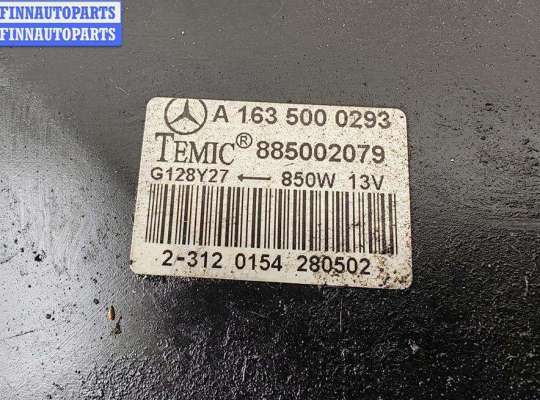 FINNAUTOPARTS
FINNAUTOPARTS
A 163 500 0293
TEMIC® 885002079
G128Y27 ← 850W 13V
2-312 0154 280502